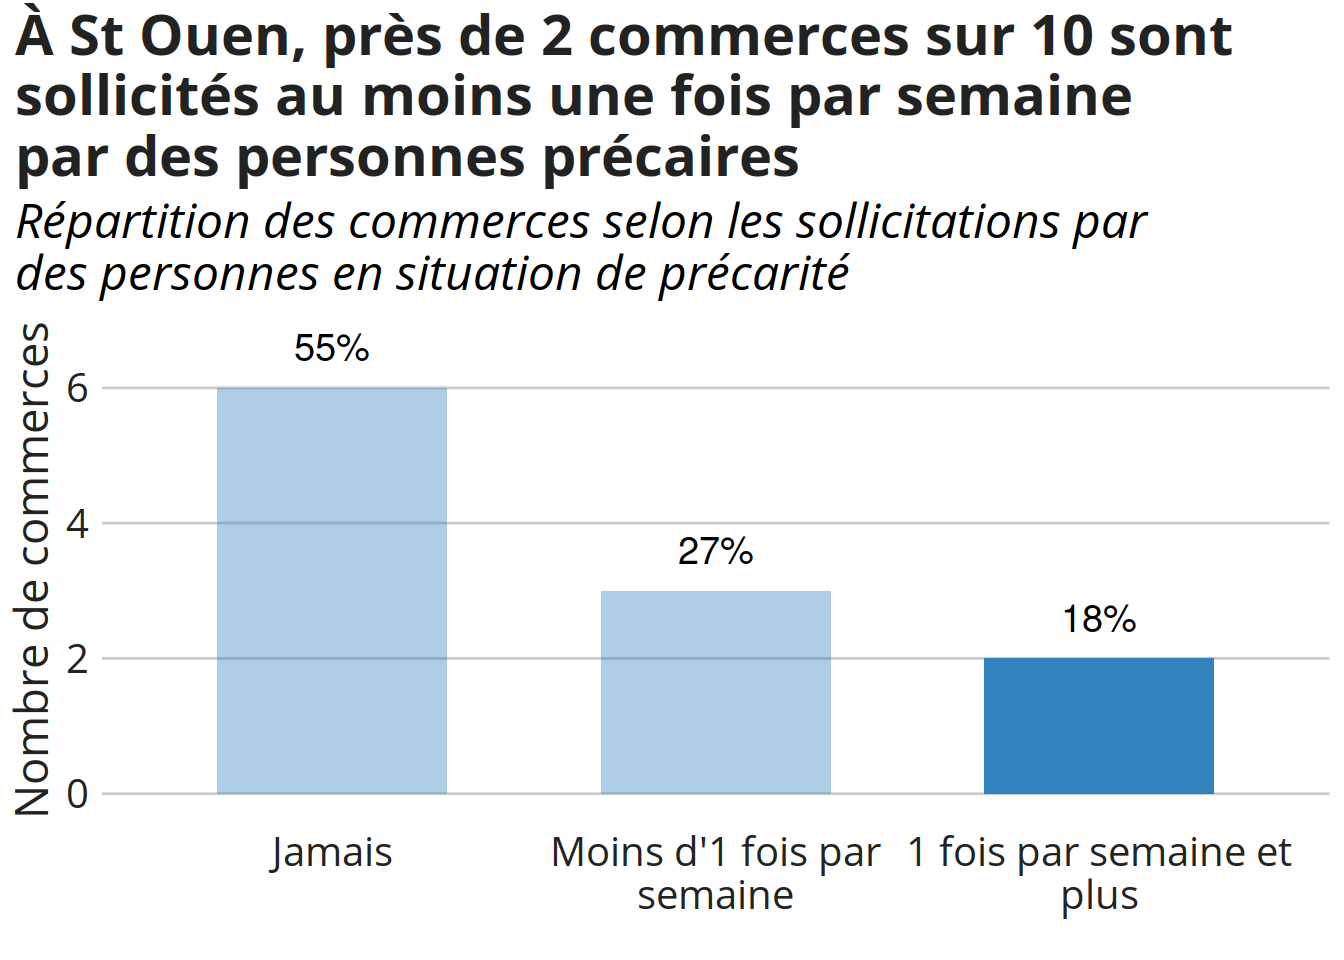 À St Ouen, près de 2 commerces sur 10 sont
sollicités au moins une fois par semaine
par des personnes précaires
Répartition des commerces selon les sollicitations par
des personnes en situation de précarité
Nombre de commerces
6
4
2
0
55%
27%
18%
Jamais
Moins d'1 fois par
semaine
1 fois par semaine et
plus